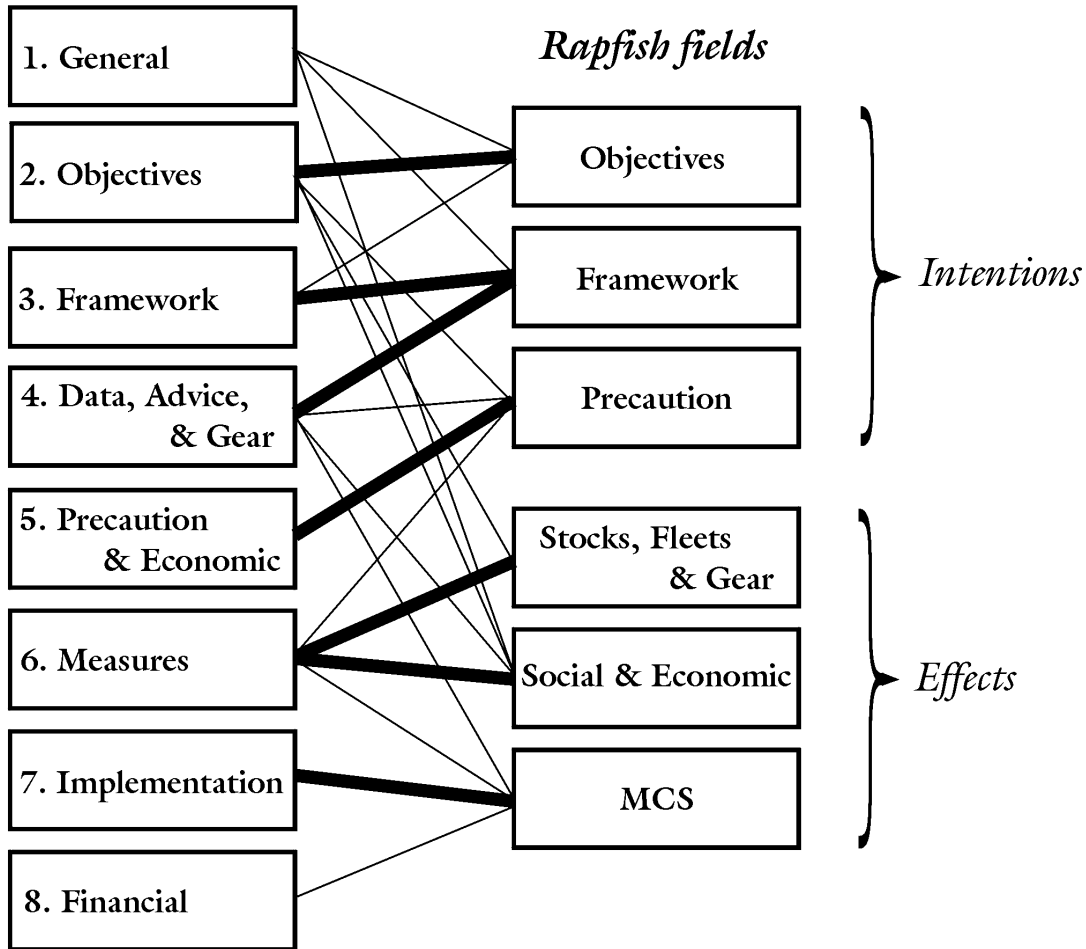 1. General
2. Objectives
3. Framework
4. Data, Advice,
& Gear
5. Precaution
& Economic
6. Measures
7. Implementation
8. Financial
Rapfish fields
Objectives
Framework
Precaution
Stocks, Fleets
& Gear
Social & Economic
MCS
Intentions
Effects